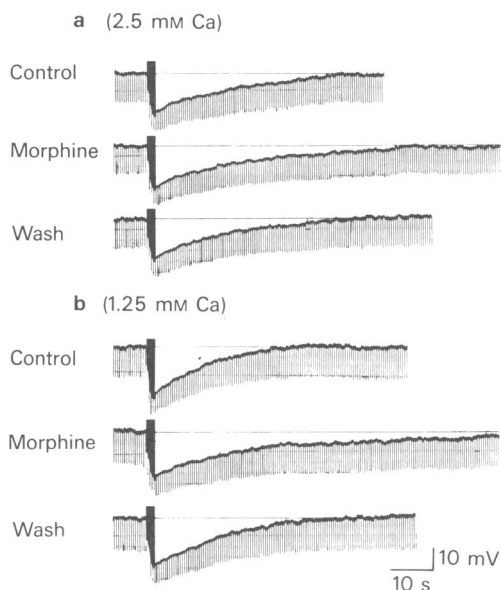 a (2.5 mM Ca)
Control
Morphine
Wash
b (1.25 mM Ca)
Control
Morphine
Wash
10 mV
10 s